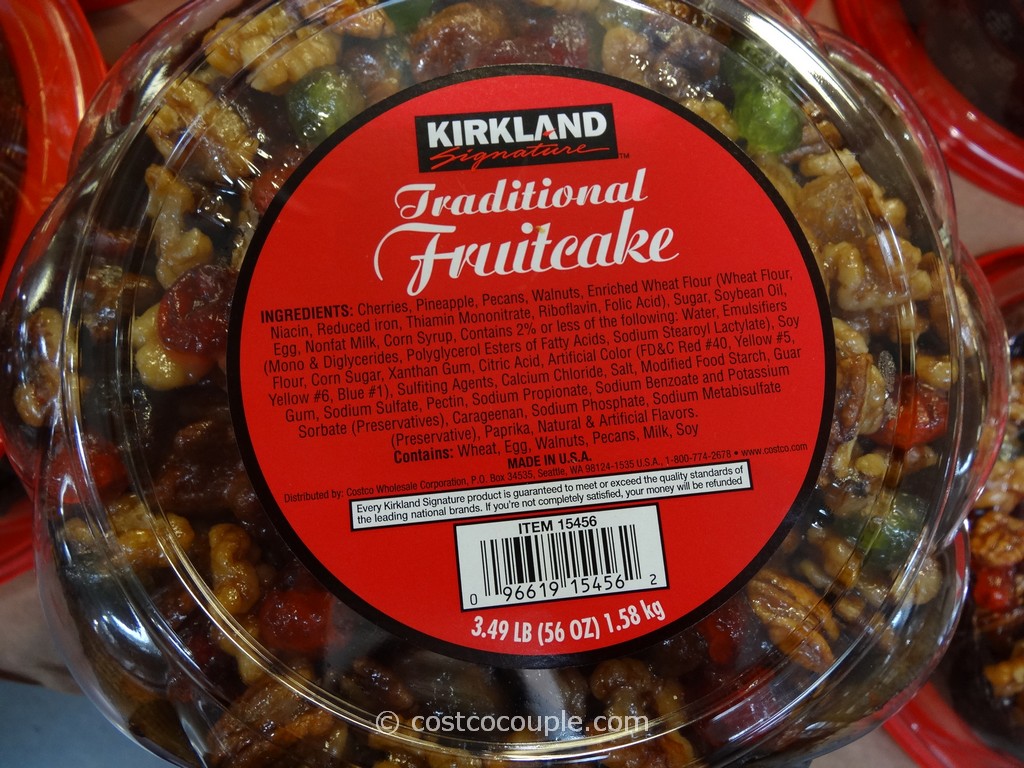 KIRKLAND
Signature™
Traditional
Fruitcake
INGREDIENTS: Cherries, Pineapple, Pecans, Walnuts, Enriched Wheat Flour (Wheat Flour,
Niacin, Reduced iron, Thiamin Mononitrate, Riboflavin, Folic Acid), Sugar, Soybean Oil,
Egg, Nonfat Milk, Corn Syrup, Contains 2% or less of the following: Water, Emulsifiers
(Mono & Diglycerides, Polyglycerol Esters of Fatty Acids, Sodium Stearoyl Lactylate), Soy
Flour, Corn Sugar, Xanthan Gum, Citric Acid, Artificial Color (FD&C Red #40, Yellow #5,
Yellow #6, Blue #1), Sulfiting Agents, Calcium Chloride, Salt, Modified Food Starch, Guar
Gum, Sodium Sulfate, Pectin, Sodium Propionate, Sodium Benzoate and Potassium
Sorbate (Preservatives), Carageenan, Sodium Phosphate, Sodium Metabisulfate
(Preservative), Paprika, Natural & Artificial Flavors.
Contains: Wheat, Egg, Walnuts, Pecans, Milk, Soy
MADE IN U.S.A.
Distributed by: Costco Wholesale Corporation, P.O. Box 34535, Seattle, WA 98124-1535 U.S.A., 1-800-774-2678 • www.costco.com
Every Kirkland Signature product is guaranteed to meet or exceed the quality standards of
the leading national brands. If you're not completely satisfied, your money will be refunded
ITEM 15456
0 96619 15456 2
3.49 LB (56 OZ) 1.58 kg
© costcocouple.com